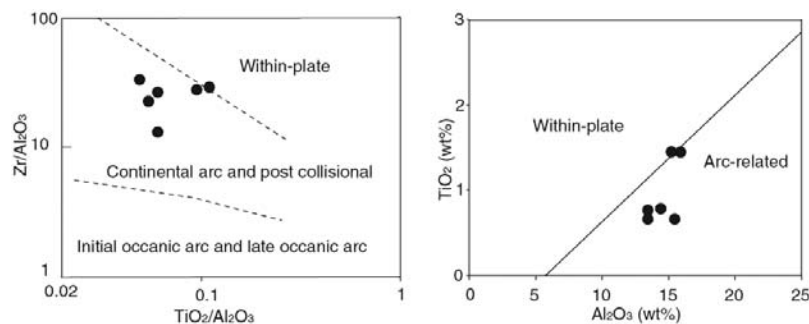 100
Within-plate
10
Zr/Al2O3
Continental arc and post collisional
Initial occanic arc and late occanic arc
1
0.02
0.1
1
TiO2/Al2O3
3
2
Within-plate
TiO2 (wt%)
Arc-related
1
0
0
5
10
15
20
25
Al2O3 (wt%)